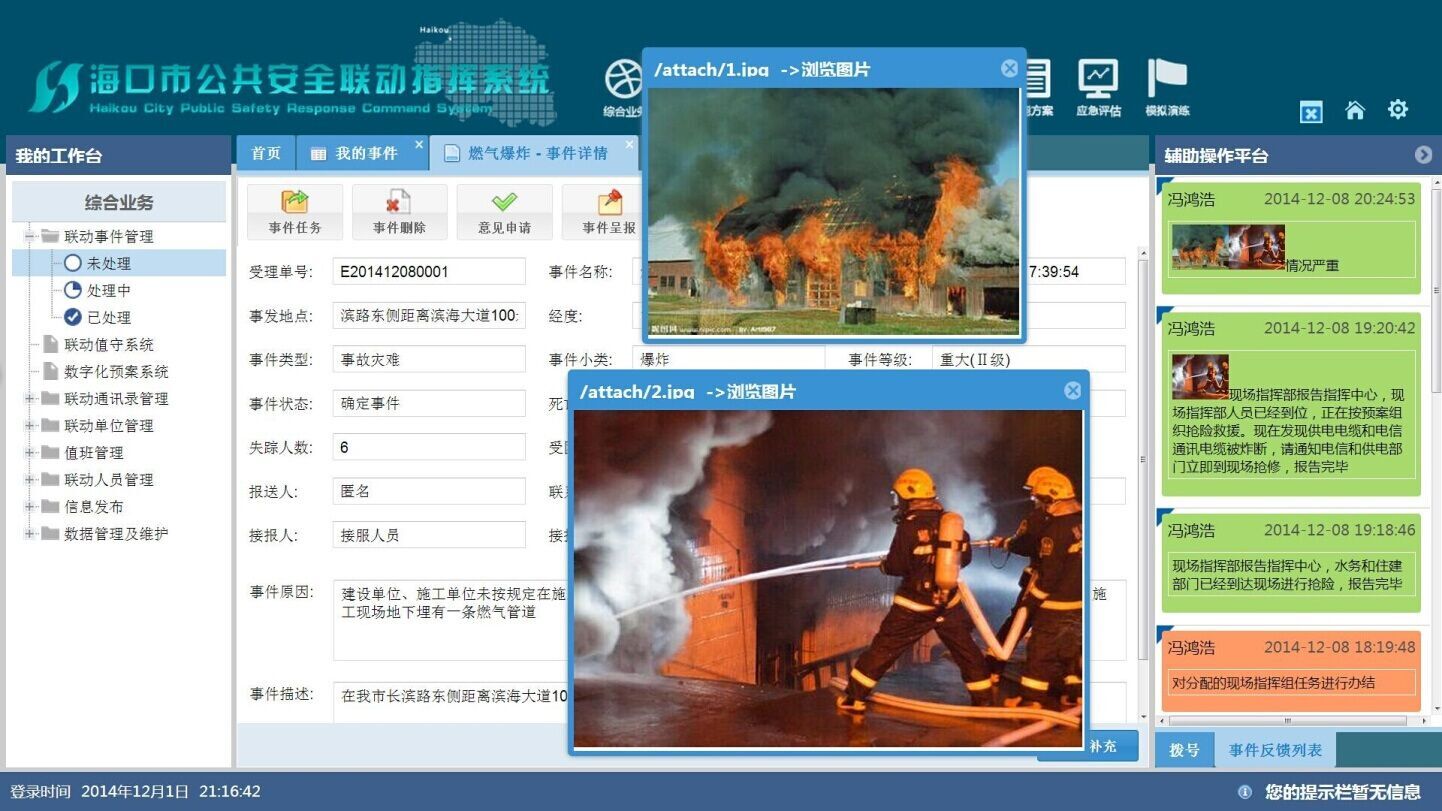 Haikou
海口市公共安全联动指挥系统
Haikou City Public Safety Response Command System
综合业务
应急评估
模拟演练
/attach/1.jpg ->浏览图片
我的工作台
首页
我的事件
燃气爆炸 - 事件详情
辅助操作平台
综合业务
联动事件管理
未处理
处理中
已处理
联动值守系统
数字化预案系统
联动通讯录管理
联动单位管理
值班管理
联动人员管理
信息发布
数据管理及维护
事件任务
事件删除
意见申请
事件呈报
受理单号: E201412080001 事件名称: 7:39:54
事发地点: 滨路东侧距离滨海大道100 经度:
事件类型: 事故灾难 事件小类: 爆炸 事件等级: 重大(Ⅱ级)
事件状态: 确定事件
失踪人数: 6
报送人: 匿名
接报人: 接服人员
事件原因: 建设单位、施工单位未按规定在施 施
工现场地下埋有一条燃气管道
事件描述: 在我市长滨路东侧距离滨海大道10
补充
/attach/2.jpg ->浏览图片
冯鸿浩 2014-12-08 20:24:53
情况严重
冯鸿浩 2014-12-08 19:20:42
现场指挥部报告指挥中心，现
场指挥部人员已经到位，正在按预案组
织抢险救援。现在发现供电电缆和电信
通讯电缆被炸断，请通知电信和供电部
门立即到现场抢修，报告完毕
冯鸿浩 2014-12-08 19:18:46
现场指挥部报告指挥中心，水务和住建
部门已经到达现场进行抢险，报告完毕
冯鸿浩 2014-12-08 18:19:48
对分配的现场指挥组任务进行办结
拨号
事件反馈列表
登录时间 2014年12月1日 21:16:42
您的提示栏暂无信息